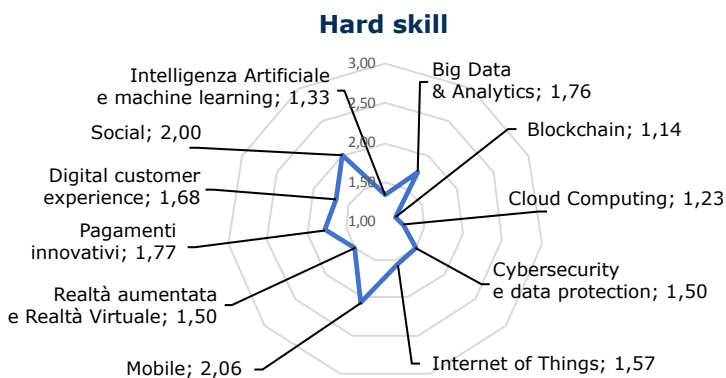 Hard skill
3,00
2,50
2,00
1,50
1,00
Intelligenza Artificiale
e machine learning; 1,33
Big Data
& Analytics; 1,76
Blockchain; 1,14
Cloud Computing; 1,23
Cybersecurity
e data protection; 1,50
Internet of Things; 1,57
Mobile; 2,06
Realtà aumentata
e Realtà Virtuale; 1,50
Pagamenti
innovativi; 1,77
Digital customer
experience; 1,68
Social; 2,00